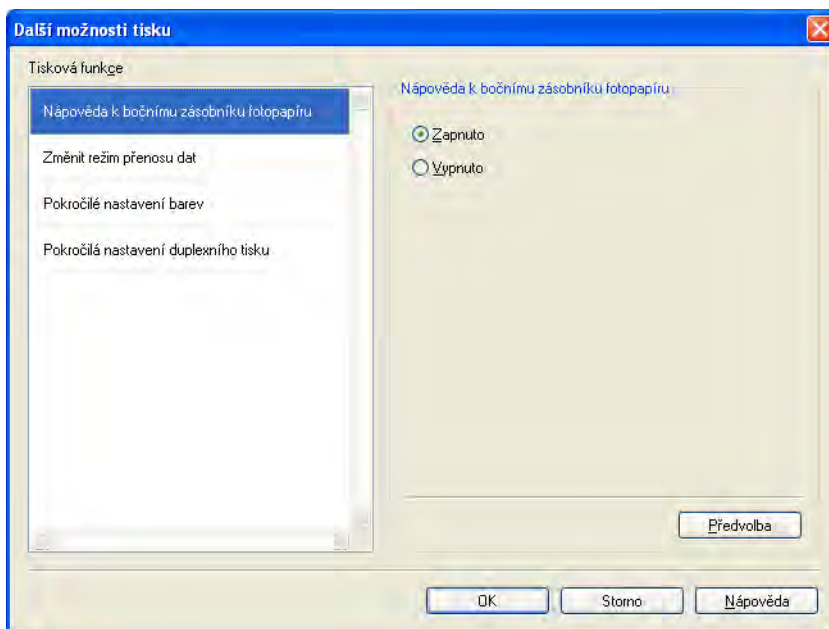 Další možnosti tisku
Tisková funkce
Nápověda k bočnímu zásobníku fotopapíru
Změnit režim přenosu dat
Pokročilé nastavení barev
Pokročilá nastavení duplexního tisku
Nápověda k bočnímu zásobníku fotopapíru
Zapnuto
Vypnuto
Předvolba
OK
Storno
Nápověda